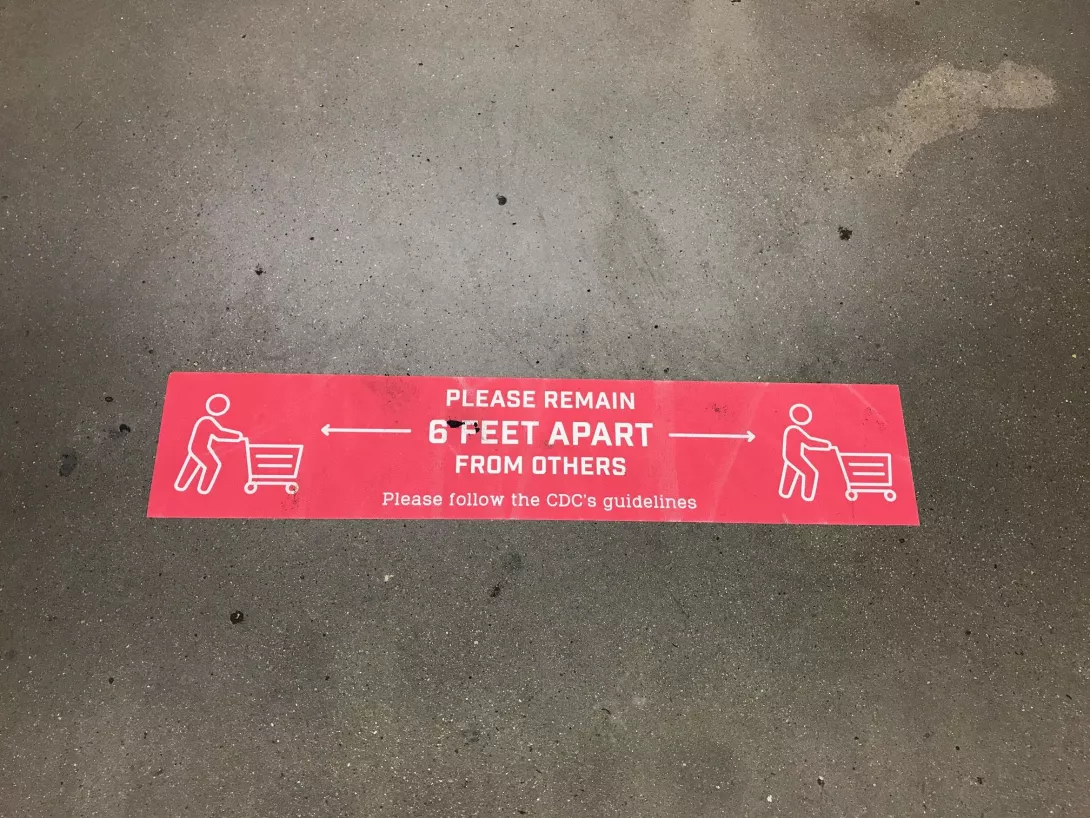 PLEASE REMAIN
6 FEET APART
FROM OTHERS
Please follow the CDC's guidelines